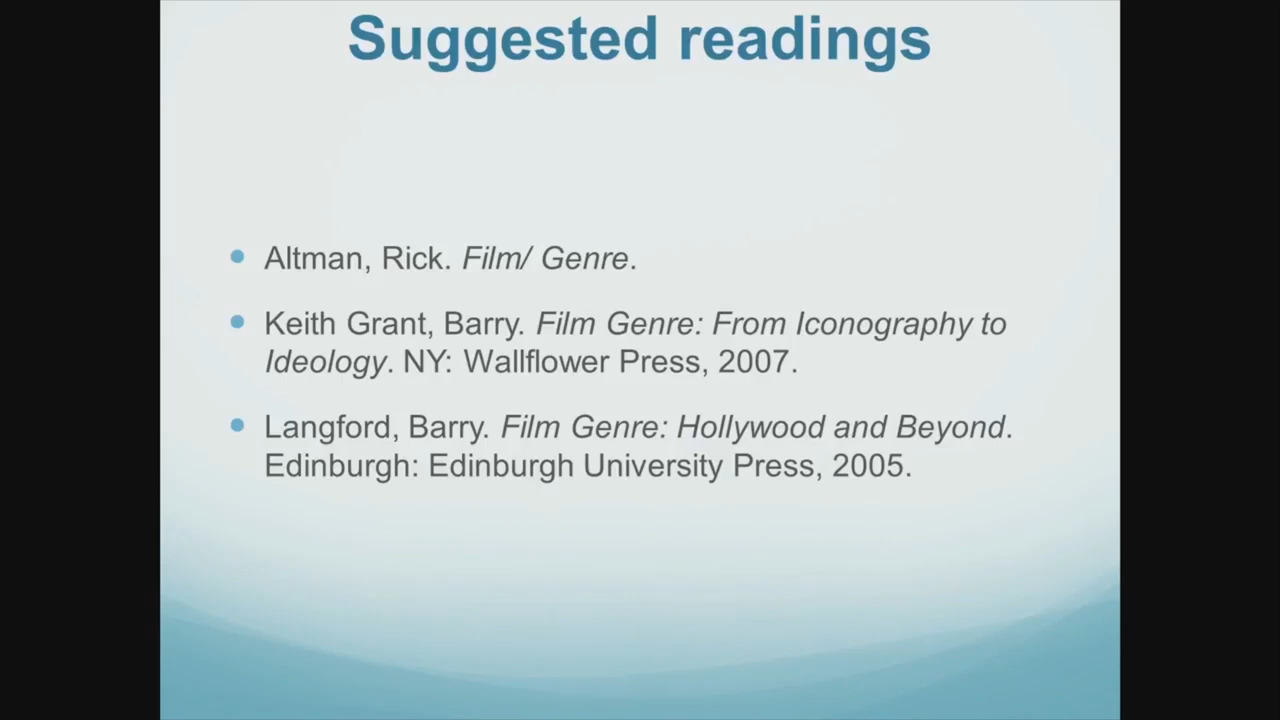 Suggested readings
Altman, Rick. Film/ Genre.
Keith Grant, Barry. Film Genre: From Iconography to
Ideology. NY: Wallflower Press, 2007.
Langford, Barry. Film Genre: Hollywood and Beyond.
Edinburgh: Edinburgh University Press, 2005.